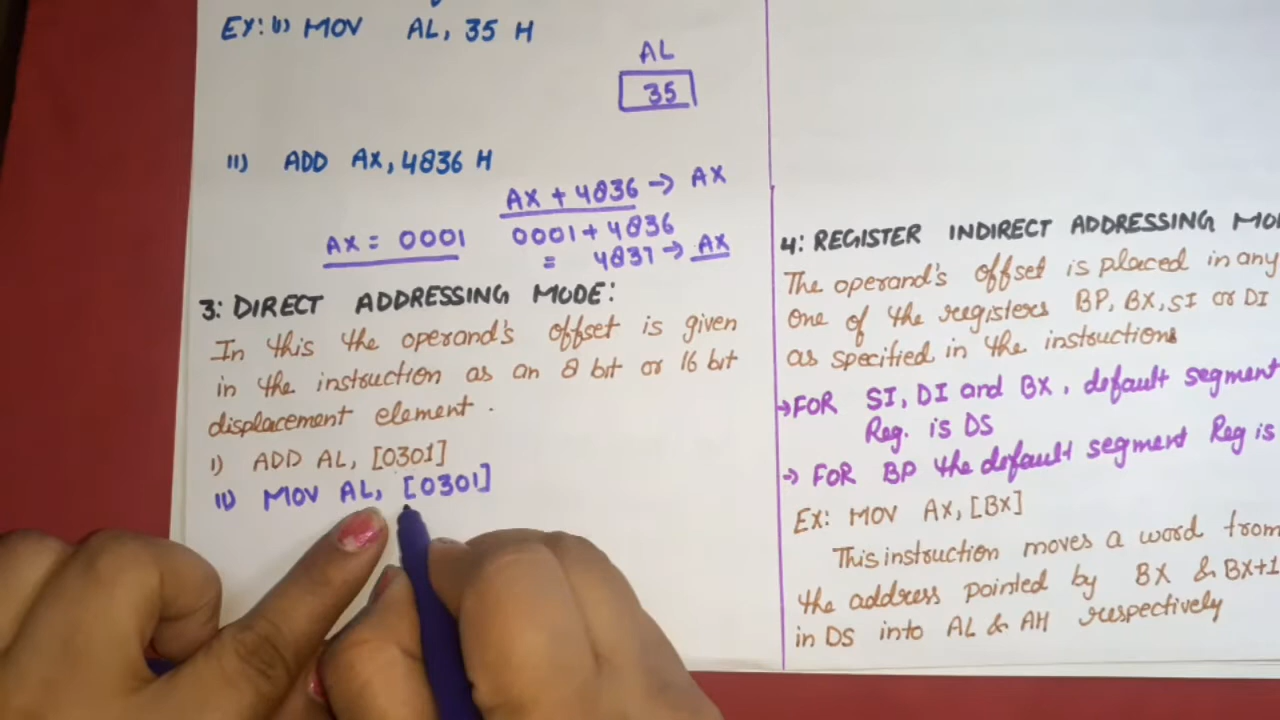 Ex: i) MOV AL, 35 H
AL
35
ii) ADD AX, 4836 H
AX + 4836 → AX
AX = 0001
0001 + 4836
= 4837 → AX
3: DIRECT ADDRESSING MODE:
In this the operand's offset is given
in the instruction as an 8 bit or 16 bit
displacement element.
i) ADD AL, [0301]
ii) MOV AL, [0301]
4: REGISTER INDIRECT ADDRESSING
The operand's offset is placed in any
one of the registers BP, BX, SI or DI
as specified in the instructions
→ FOR SI, DI and BX, default segment
Reg. is DS
→ FOR BP the default segment Reg is
Ex: MOV AX, [BX]
This instruction moves a word from
the address pointed by BX & BX+1
in DS into AL & AH respectively